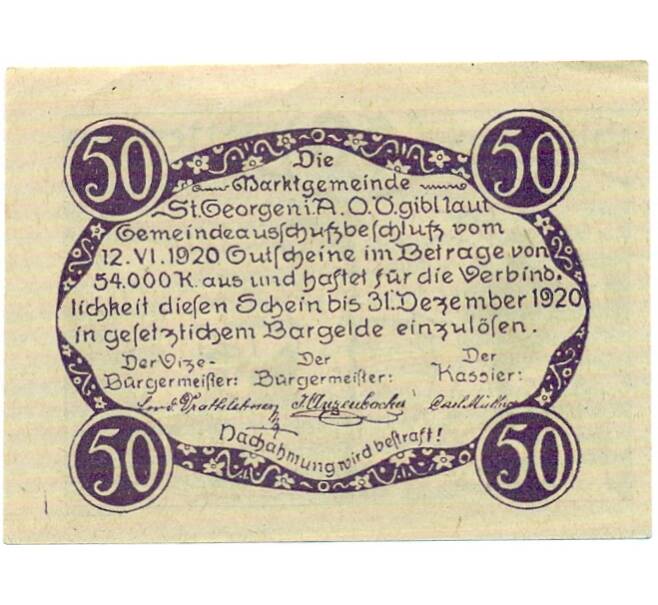 50 50
Die
Marktgemeinde
St. Georgen i. A. O.Ö. gibt laut
Gemeindeausschußbeschluß vom
12. VI. 1920 Gutscheine im Betrage von
54.000 K. aus und haftet für die Verbind-
lichkeit diesen Schein bis 31. Dezember 1920
in gesetzlichem Bargelde einzulösen.
Der Vize- Der Der
Bürgermeister: Bürgermeister: Kassier:
Nachahmung wird bestraft!
50 50